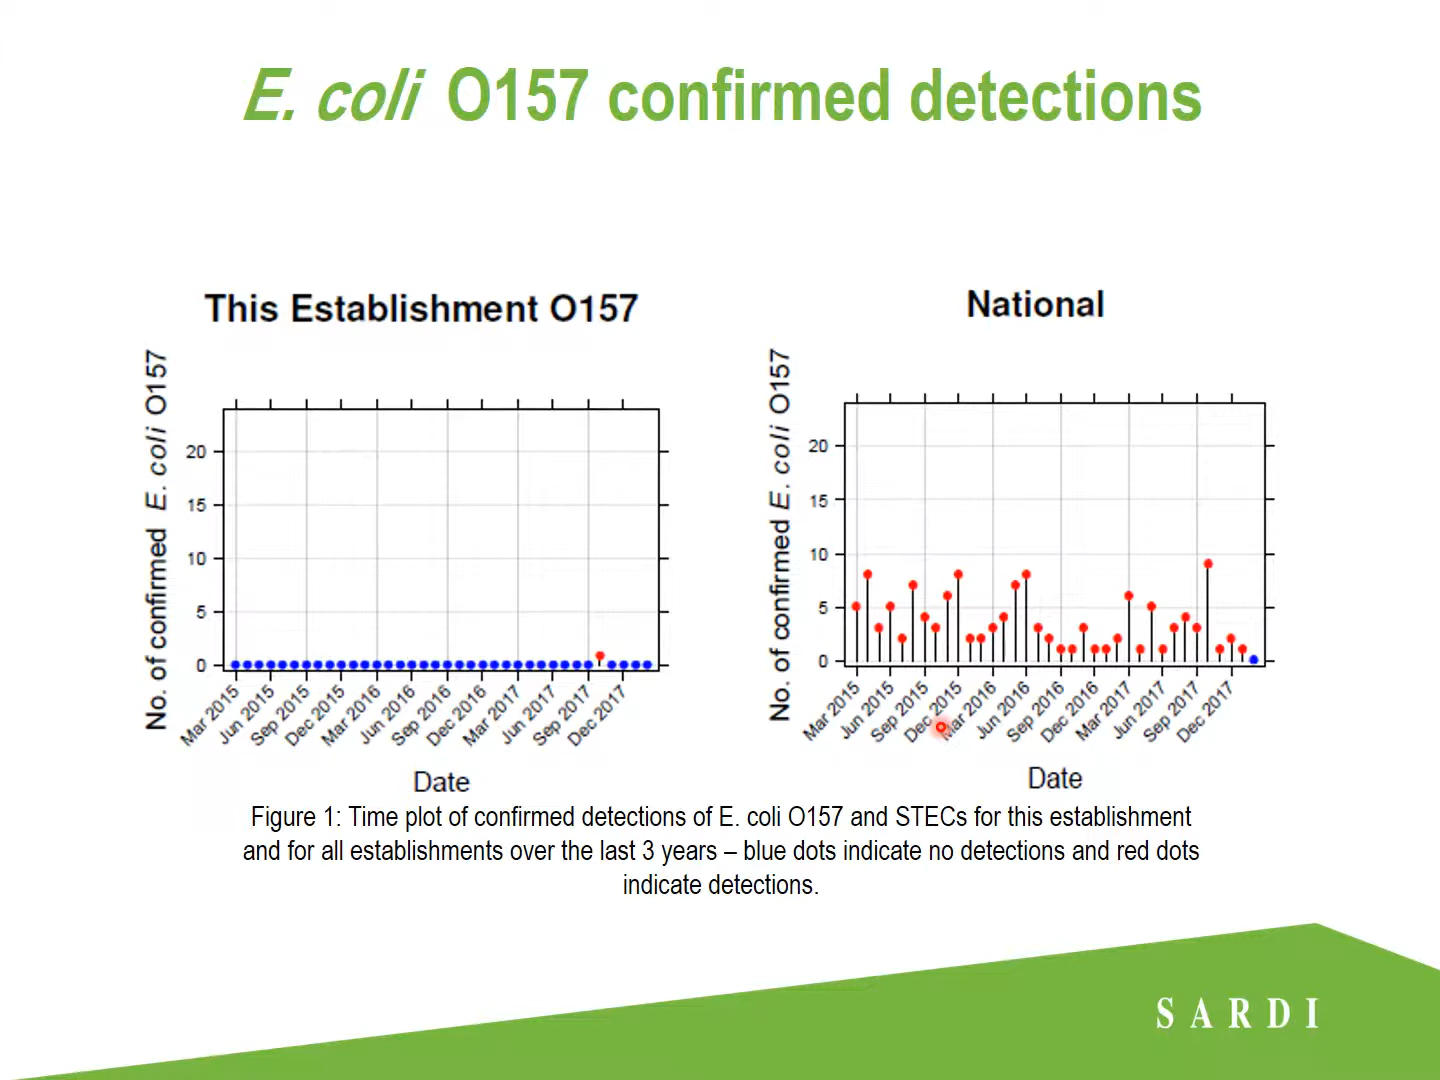 E. coli O157 confirmed detections
This Establishment O157
No. of confirmed E. coli O157
20
15
10
5
0
Mar 2015
Jun 2015
Sep 2015
Dec 2015
Mar 2016
Jun 2016
Sep 2016
Dec 2016
Mar 2017
Jun 2017
Sep 2017
Dec 2017
Date
National
No. of confirmed E. coli O157
20
15
10
5
0
Mar 2015
Jun 2015
Sep 2015
Dec 2015
Mar 2016
Jun 2016
Sep 2016
Dec 2016
Mar 2017
Jun 2017
Sep 2017
Dec 2017
Date
Figure 1: Time plot of confirmed detections of E. coli O157 and STECs for this establishment
and for all establishments over the last 3 years – blue dots indicate no detections and red dots
indicate detections.
SARDI